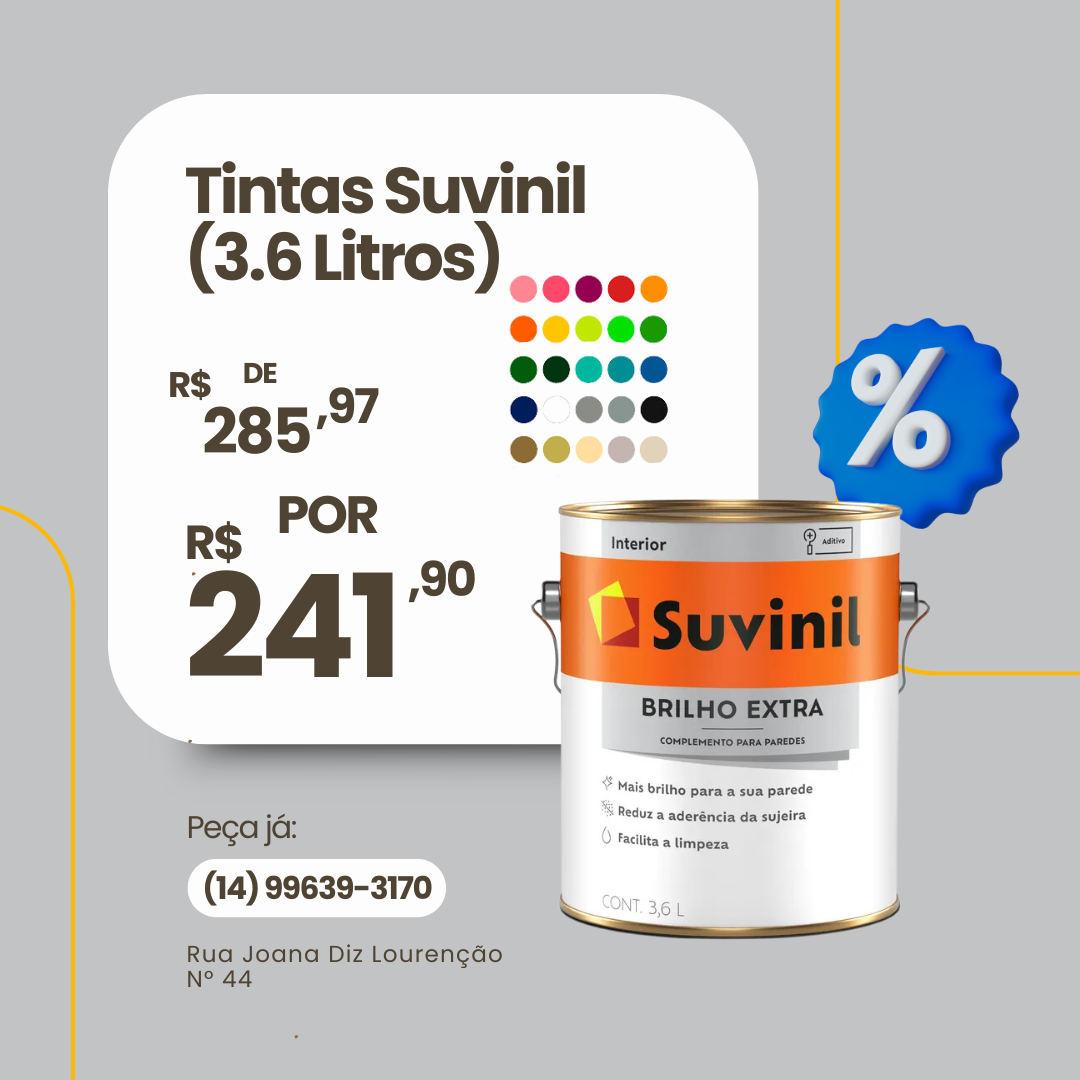 Tintas Suvinil
(3.6 Litros)
DE
R$ 285,97
POR
R$ 241,90
%
Interior
Aditivo
Suvinil
BRILHO EXTRA
COMPLEMENTO PARA PAREDES
Mais brilho para a sua parede
Reduz a aderência da sujeira
Facilita a limpeza
CONT. 3,6 L
Peça já:
(14) 99639-3170
Rua Joana Diz Lourenção
Nº 44